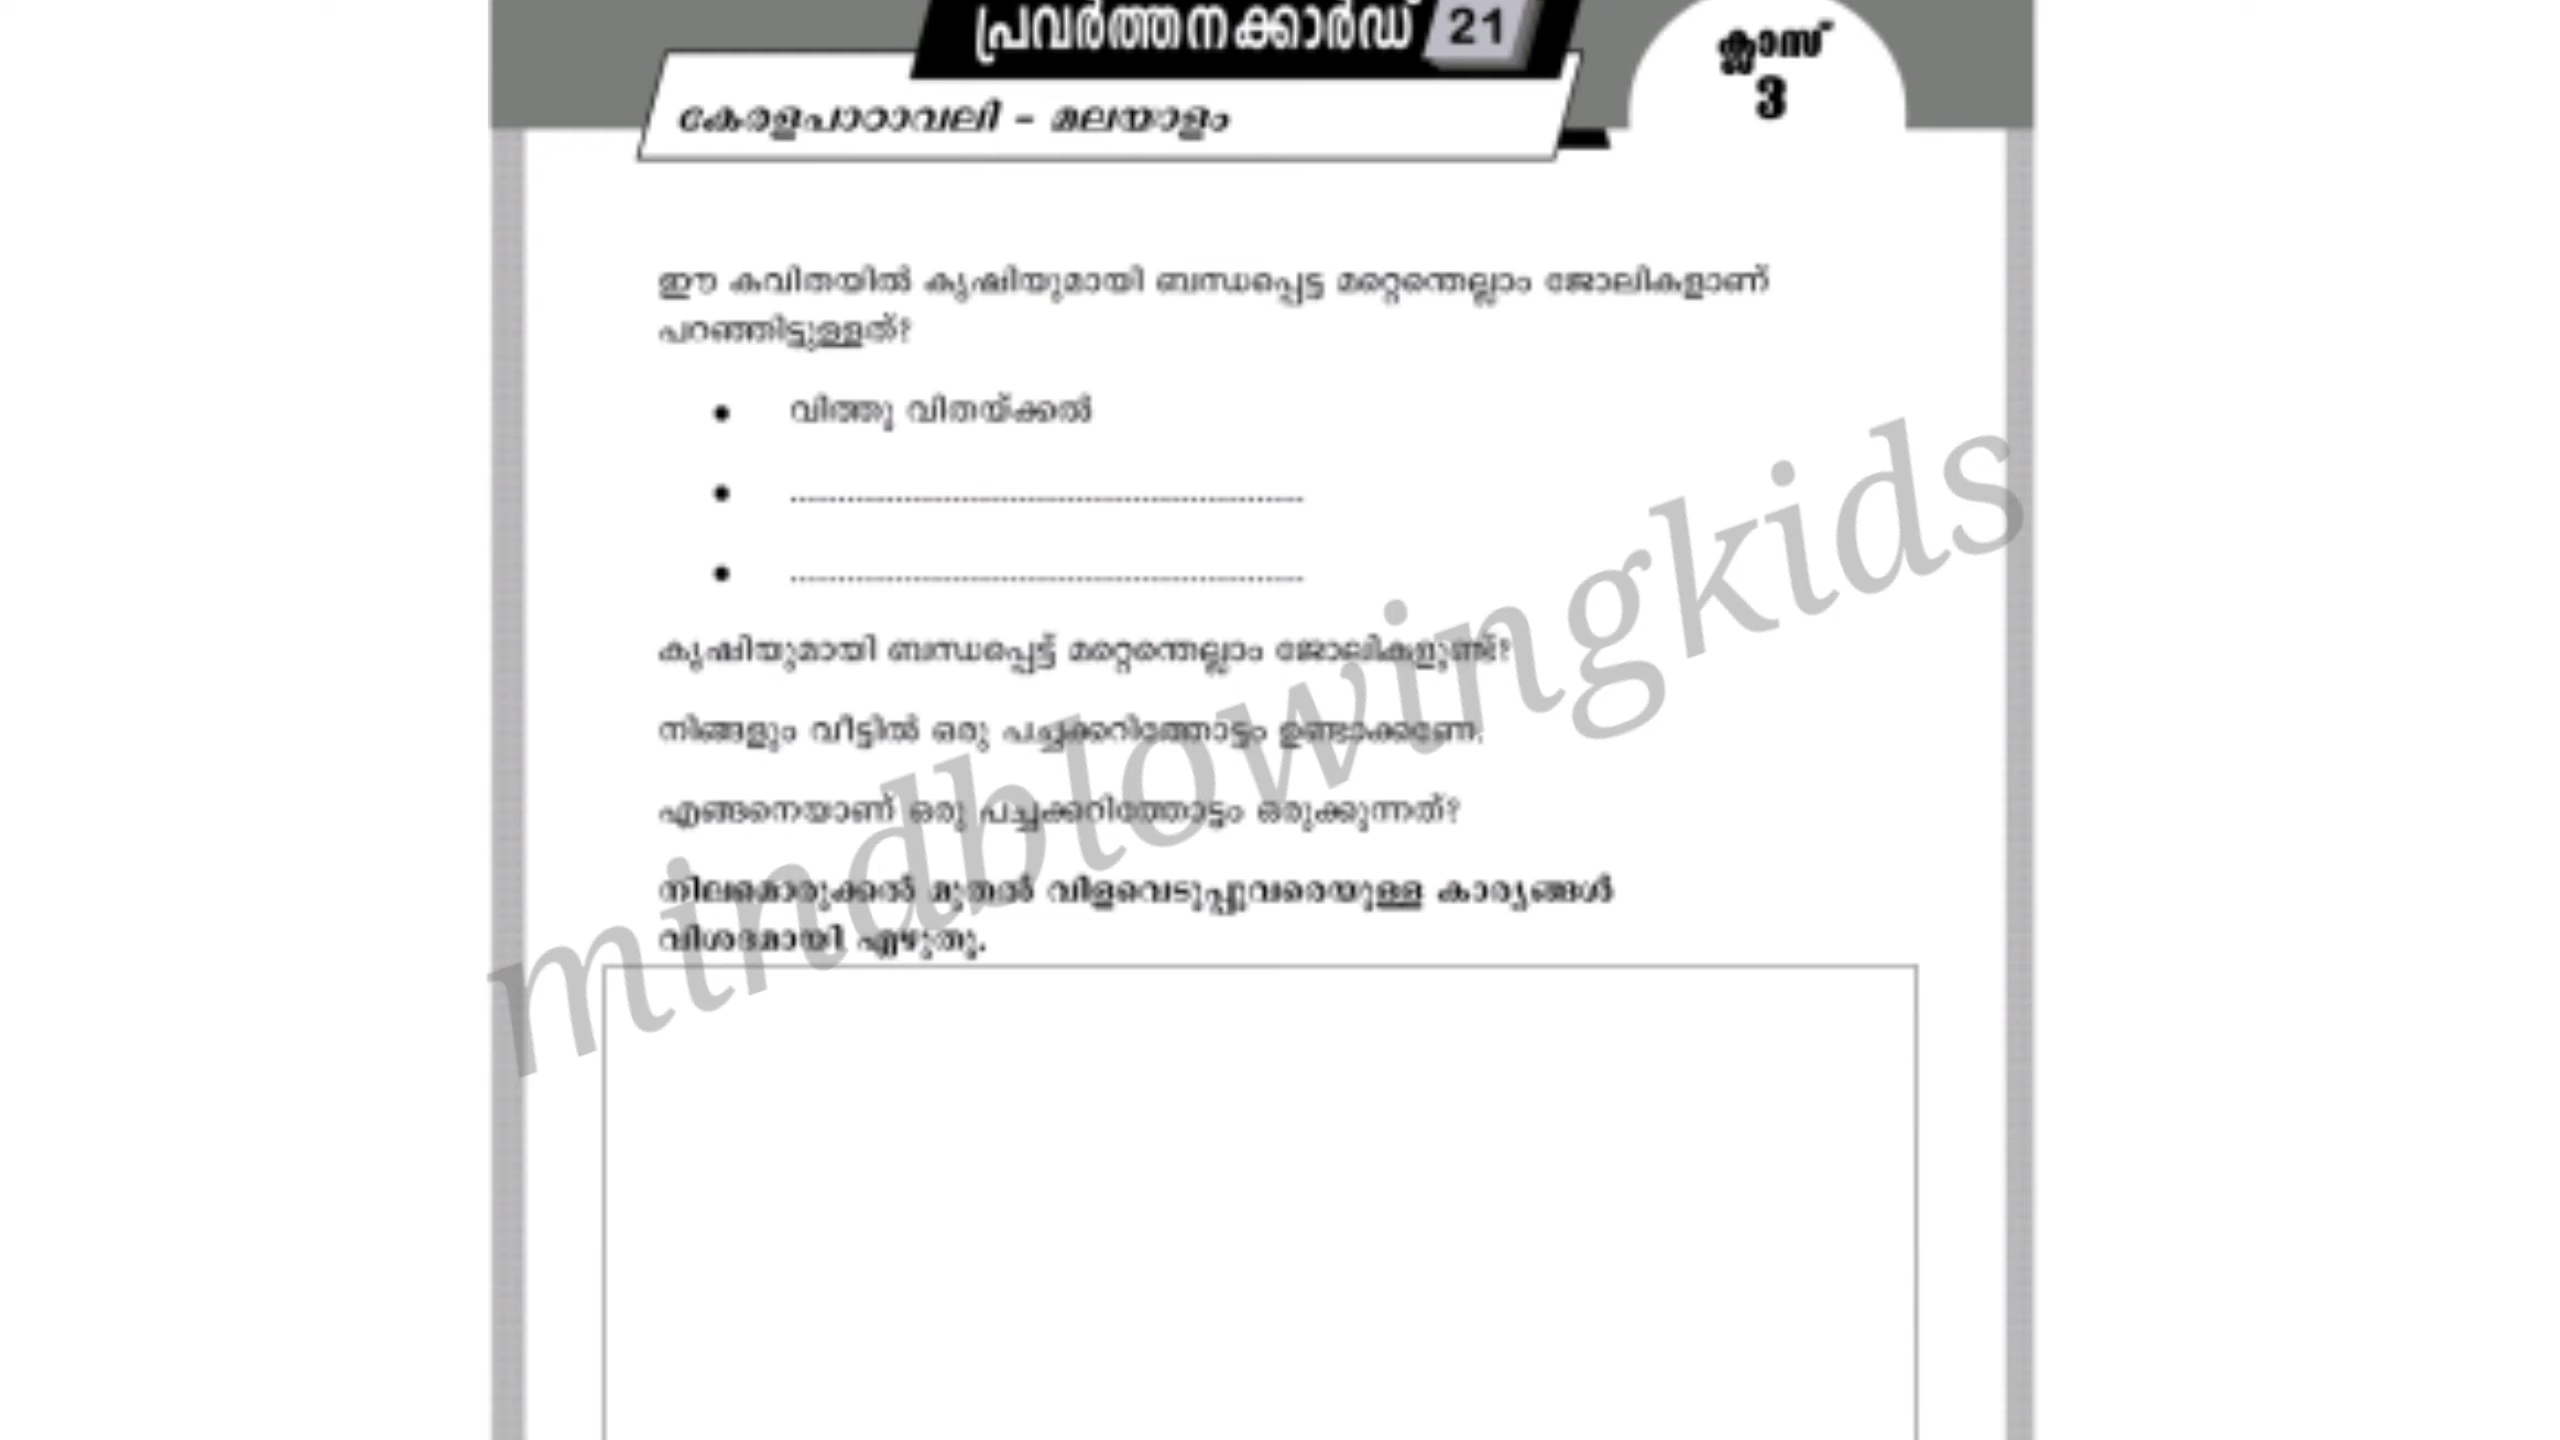 പ്രവർത്തനക്കാർഡ് 21
ക്ലാസ്
3
കേരളപാഠാവലി – മലയാളം
ഈ കവിതയിൽ കൃഷിയുമായി ബന്ധപ്പെട്ട മറ്റെന്തെല്ലാം ജോലികളാണ്
പറഞ്ഞിട്ടുള്ളത്?
• വിത്തു വിതയ്ക്കൽ
• ........................................................
• ........................................................
കൃഷിയുമായി ബന്ധപ്പെട്ട് മറ്റെന്തെല്ലാം ജോലികളുണ്ട്?
നിങ്ങളും വീട്ടിൽ ഒരു പച്ചക്കറിത്തോട്ടം ഉണ്ടാക്കണേ.
എങ്ങനെയാണ് ഒരു പച്ചക്കറിത്തോട്ടം ഒരുക്കുന്നത്?
നിലമൊരുക്കൽ മുതൽ വിളവെടുപ്പുവരെയുള്ള കാര്യങ്ങൾ
വിശദമായി എഴുതൂ.
mindblowingkids